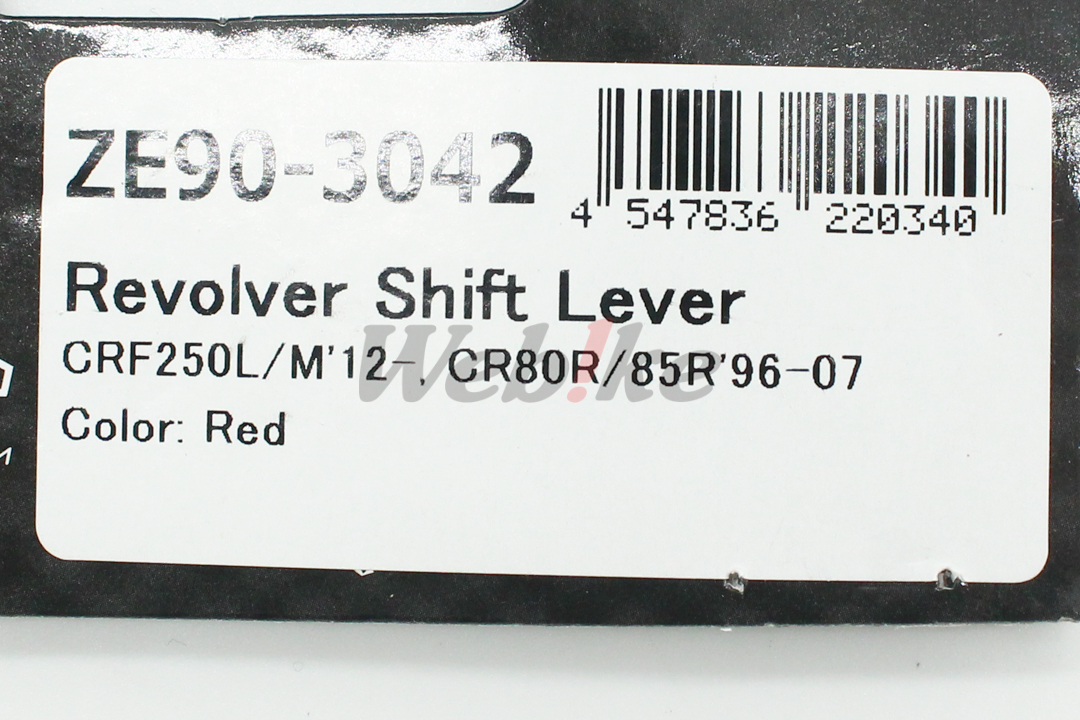 ZE90-3042
4 547836 220340
Revolver Shift Lever
CRF250L/M'12-, CR80R/85R'96-07
Webike
Color: Red